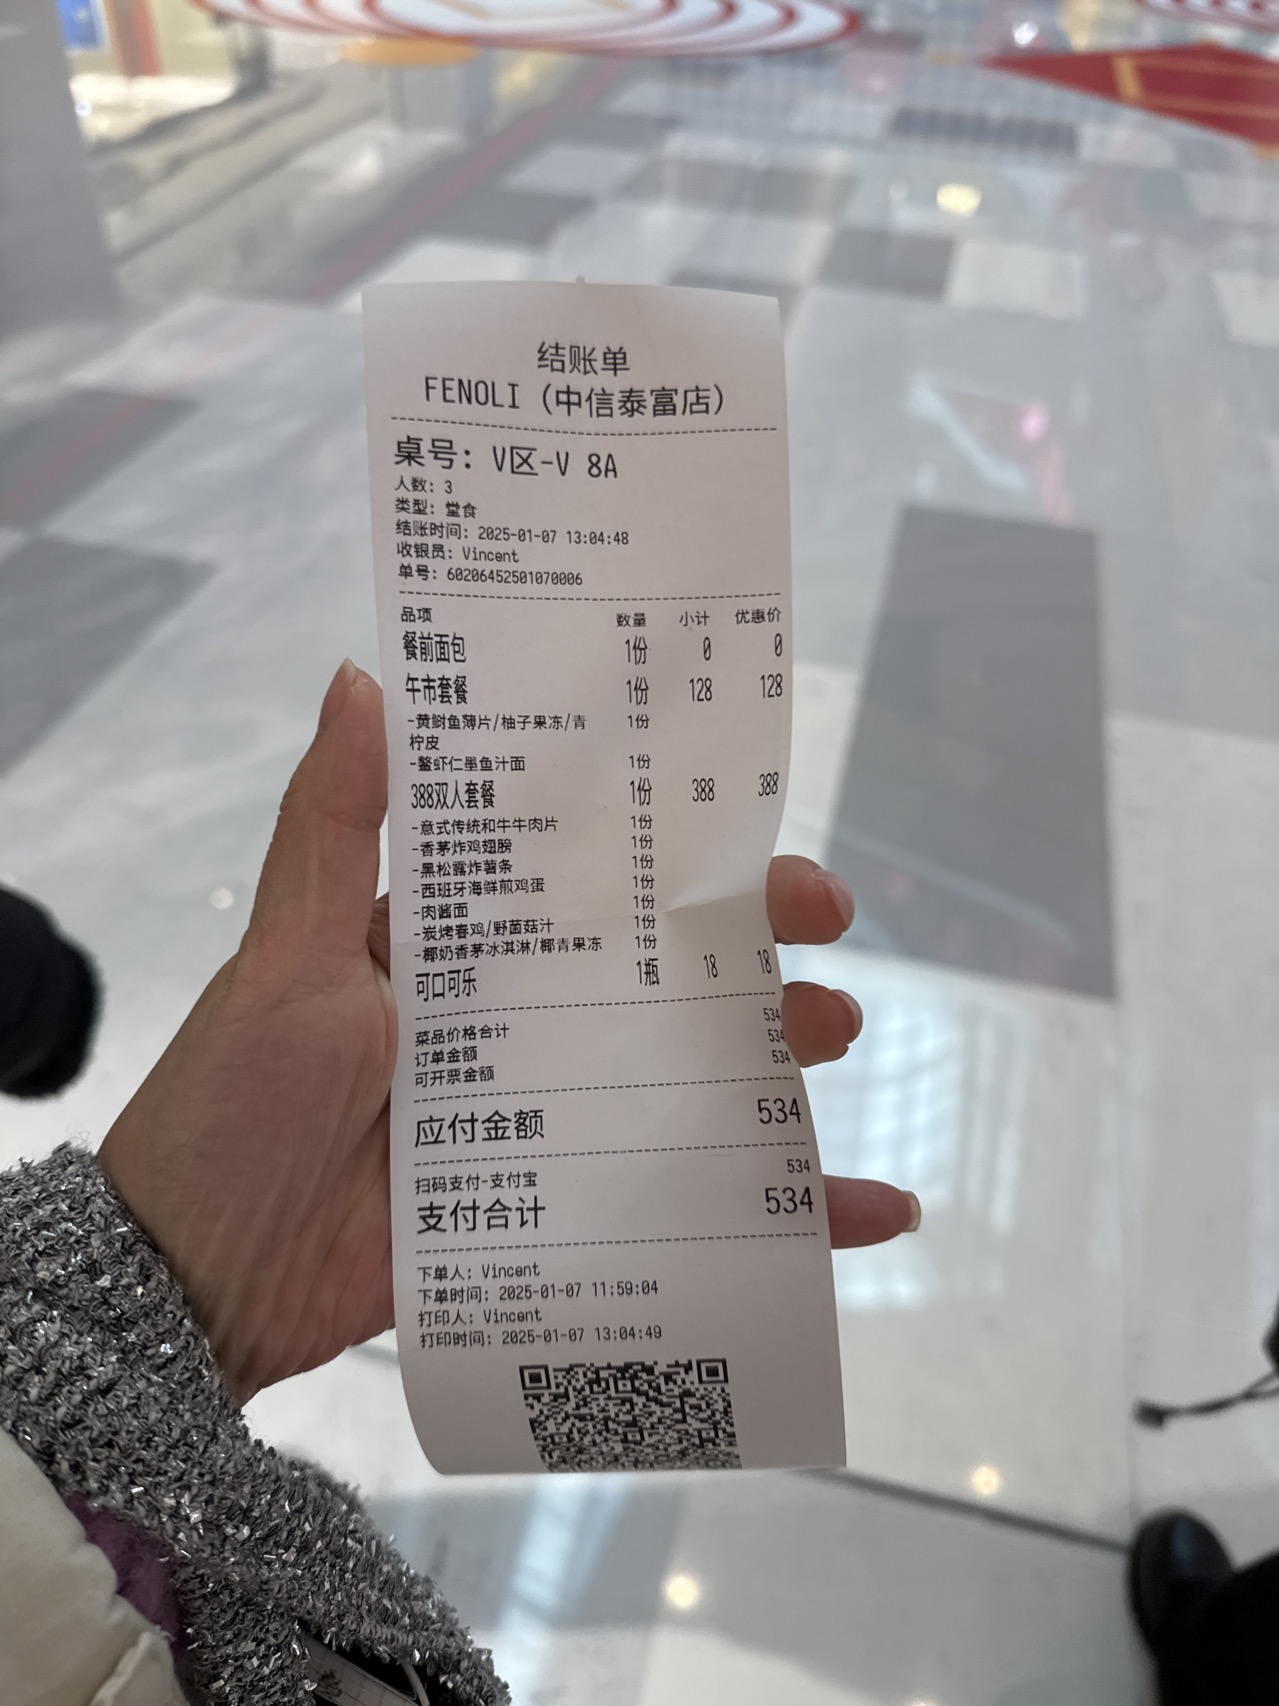 结账单
FENOLI（中信泰富店）
桌号: V区-V 8A
人数: 3
类型: 堂食
结账时间: 2025-01-07 13:04:48
收银员: Vincent
单号: 60206452501070006
品项 数量 小计 优惠价
餐前面包 1份 0 0
午市套餐 1份 128 128
-黄鲥鱼薄片/柚子果冻/青 1份
柠皮
-鳌虾仁墨鱼汁面 1份
388双人套餐 1份 388 388
-意式传统和牛牛肉片 1份
-香茅炸鸡翅膀 1份
-黑松露炸薯条 1份
-西班牙海鲜煎鸡蛋 1份
-肉酱面 1份
-炭烤春鸡/野菌菇汁 1份
-椰奶香茅冰淇淋/椰青果冻 1份
可口可乐 1瓶 18 18
菜品价格合计 534
订单金额 534
可开票金额 534
应付金额 534
扫码支付-支付宝 534
支付合计 534
下单人: Vincent
下单时间: 2025-01-07 11:59:04
打印人: Vincent
打印时间: 2025-01-07 13:04:49